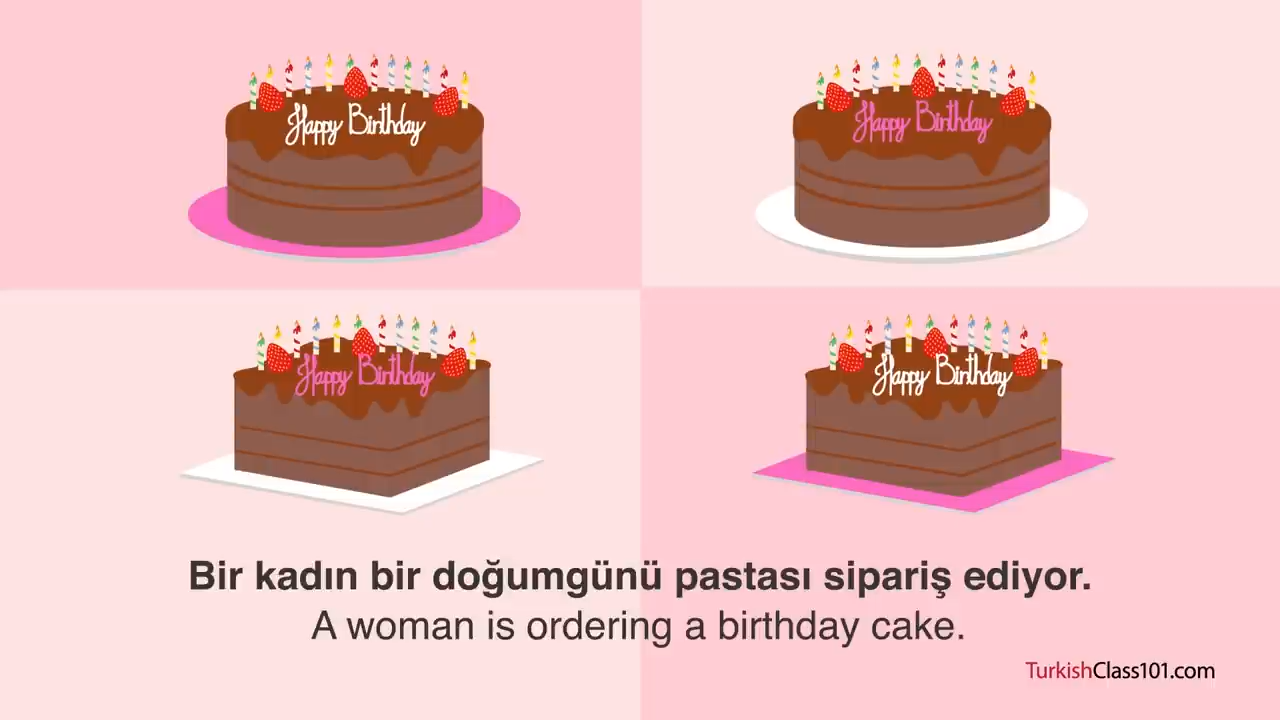 Happy Birthday
Happy Birthday
Happy Birthday
Happy Birthday
Bir kadın bir doğumgünü pastası sipariş ediyor.
A woman is ordering a birthday cake.
TurkishClass101.com